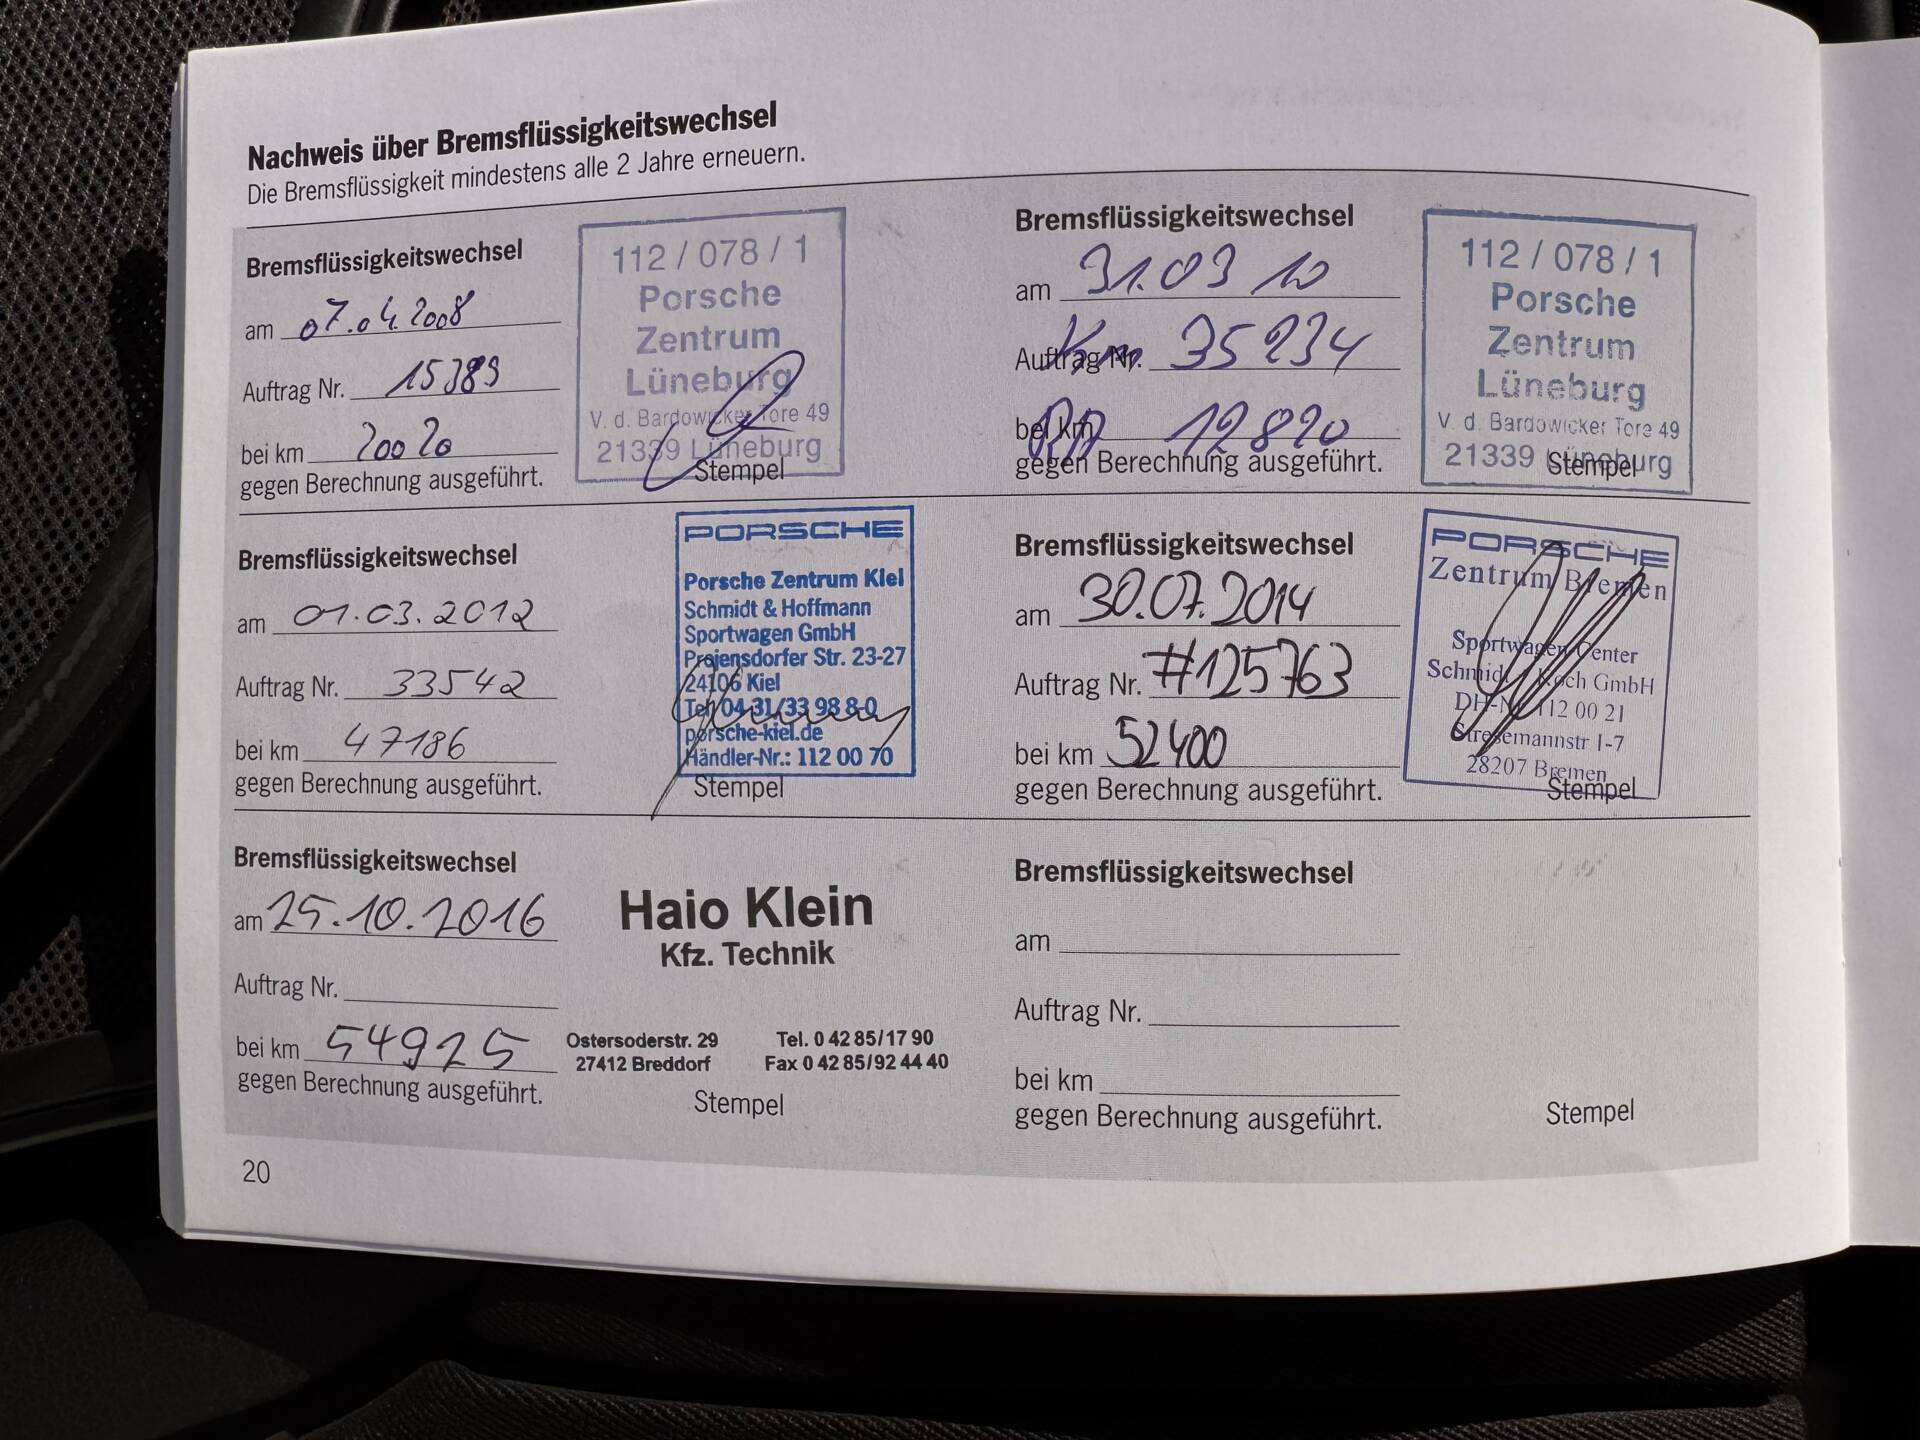 Nachweis über Bremsflüssigkeitswechsel
Die Bremsflüssigkeit mindestens alle 2 Jahre erneuern.
Bremsflüssigkeitswechsel
am 07.04.2008
Auftrag Nr. 15389
bei km 20020
gegen Berechnung ausgeführt.
112 / 078 / 1
Porsche
Zentrum
Lüneburg
V. d. Bardowicker Tore 49
21339 Lüneburg
Stempel
Bremsflüssigkeitswechsel
am 31.03 10
Auftrag Nr. Km 35234
bei km 12820
gegen Berechnung ausgeführt.
112 / 078 / 1
Porsche
Zentrum
Lüneburg
V. d. Bardowicker Tore 49
21339 Lüneburg
Stempel
Bremsflüssigkeitswechsel
am 01.03.2012
Auftrag Nr. 33542
bei km 47186
gegen Berechnung ausgeführt.
PORSCHE
Porsche Zentrum Kiel
Schmidt & Hoffmann
Sportwagen GmbH
Projensdorfer Str. 23-27
24106 Kiel
Tel. 04 31/33 98 8-0
porsche-kiel.de
Händler-Nr.: 112 00 70
Stempel
Bremsflüssigkeitswechsel
am 30.07.2014
Auftrag Nr. #125763
bei km 52400
gegen Berechnung ausgeführt.
PORSCHE
Zentrum Bremen
Sportwagen Center
Schmidt Koch GmbH
DH-Nr. 112 00 21
Stresemannstr 1-7
28207 Bremen
Stempel
Bremsflüssigkeitswechsel
am 25.10.2016
Auftrag Nr.
bei km 54925
gegen Berechnung ausgeführt.
Haio Klein
Kfz. Technik
Ostersoderstr. 29 Tel. 0 42 85/17 90
27412 Breddorf Fax 0 42 85/92 44 40
Stempel
Bremsflüssigkeitswechsel
am
Auftrag Nr.
bei km
gegen Berechnung ausgeführt.
Stempel
20